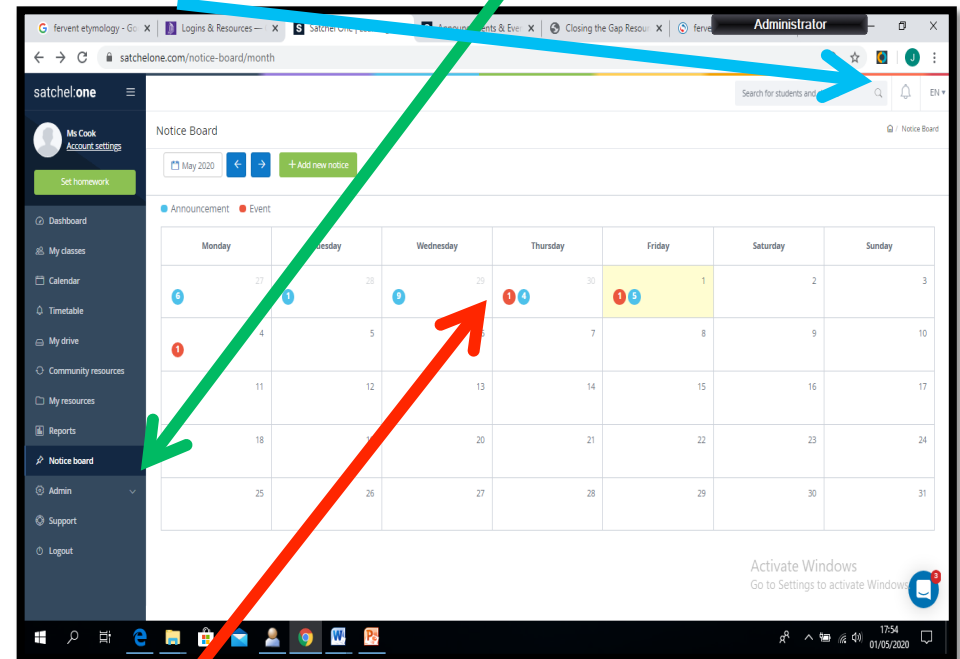 fervent etymology - Go
Logins & Resources —
Satchel One
Announcements & Eve
Closing the Gap Resour
ferve
Administrator
satchelone.com/notice-board/month
J
satchel:one
Search for students and
EN
Ms Cook
Account settings
Notice Board
/ Notice Board
May 2020
+ Add new notice
Set homework
Announcement
Event
Dashboard
My classes
Calendar
Timetable
My drive
Community resources
My resources
Reports
Notice board
Admin
Support
Logout
Monday Wednesday Thursday Friday Saturday Sunday
27 28 29 30 1 2 3
6 1 9 1 4 1 5
4 5 6 7 8 9 10
1
11 12 13 14 15 16 17
18 19 20 21 22 23 24
25 26 27 28 29 30 31
Activate Windows
Go to Settings to activate Windows
3
17:54
01/05/2020